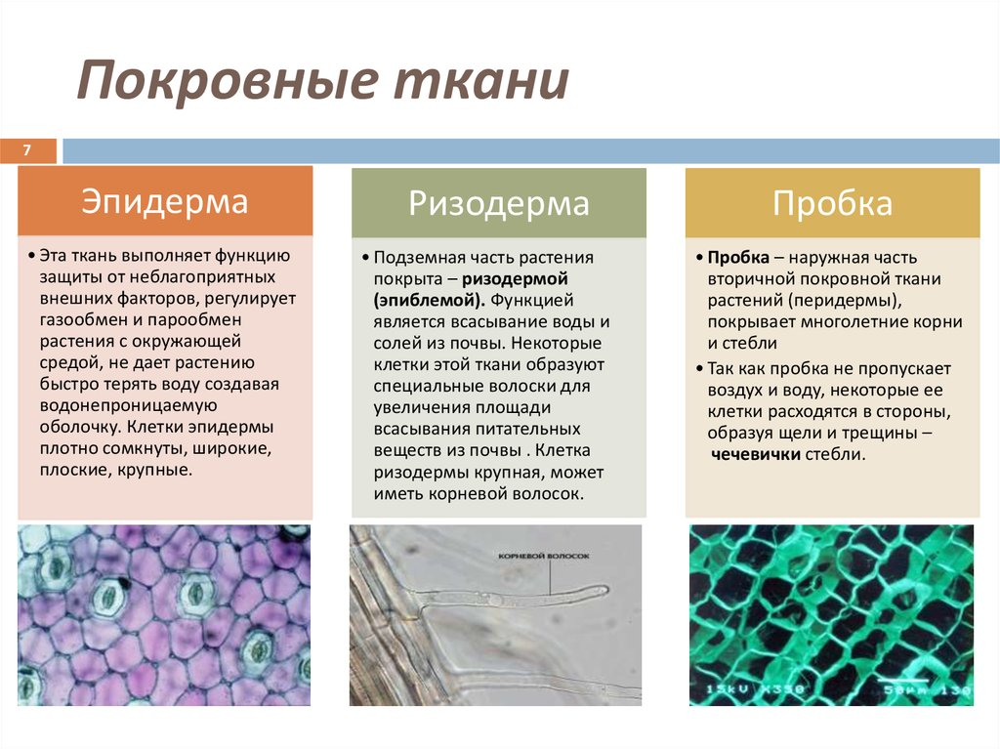 Покровные ткани
7
Эпидерма
• Эта ткань выполняет функцию
защиты от неблагоприятных
внешних факторов, регулирует
газообмен и парообмен
растения с окружающей
средой, не дает растению
быстро терять воду создавая
водонепроницаемую
оболочку. Клетки эпидермы
плотно сомкнуты, широкие,
плоские, крупные.
Ризодерма
• Подземная часть растения
покрыта – ризодермой
(эпиблемой). Функцией
является всасывание воды и
солей из почвы. Некоторые
клетки этой ткани образуют
специальные волоски для
увеличения площади
всасывания питательных
веществ из почвы . Клетка
ризодермы крупная, может
иметь корневой волосок.
Пробка
• Пробка – наружная часть
вторичной покровной ткани
растений (перидермы),
покрывает многолетние корни
и стебли
• Так как пробка не пропускает
воздух и воду, некоторые ее
клетки расходятся в стороны,
образуя щели и трещины –
чечевички стебли.
КОРНЕВОЙ ВОЛОСОК
15kV X350 50µm 130